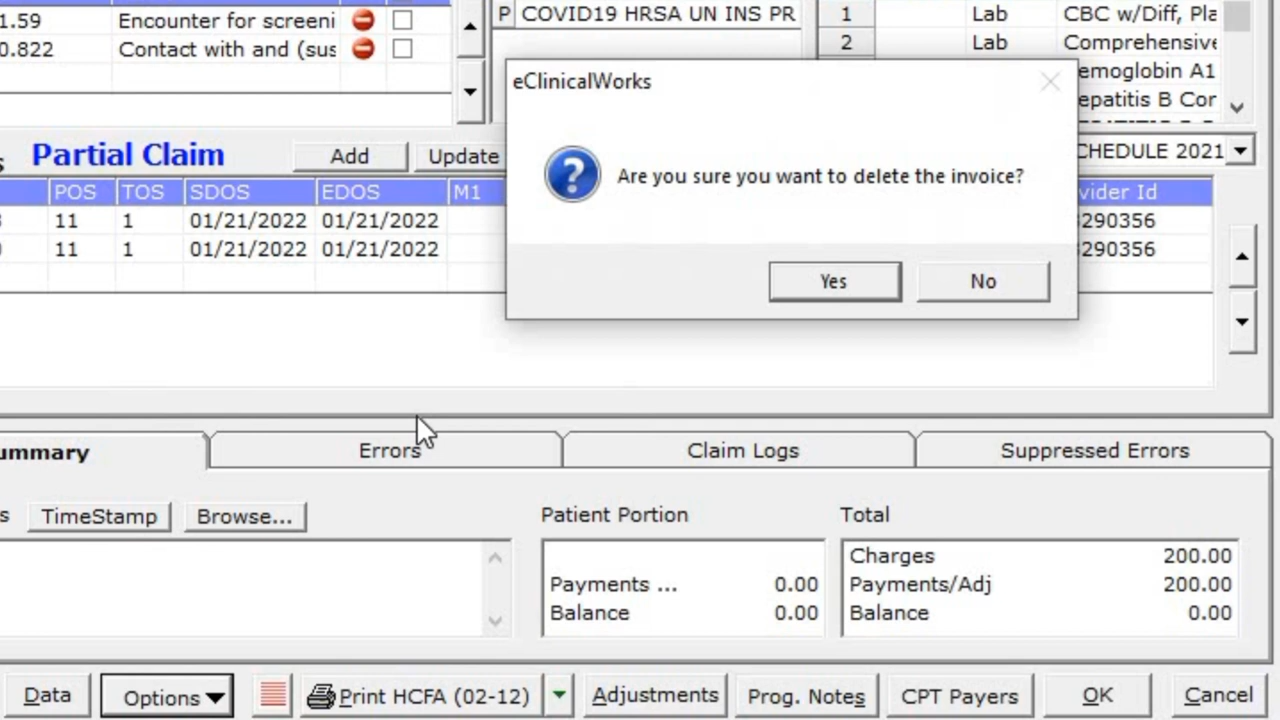 1.59 Encounter for screeni
0.822 Contact with and (sus
P COVID19 HRSA UN INS PR
1 Lab CBC w/Diff, Pla
2 Lab Comprehensive
emoglobin A1
epatitis B Cor
eClinicalWorks
Are you sure you want to delete the invoice?
Yes No
s Partial Claim Add Update
CHEDULE 2021
POS TOS SDOS EDOS M1 vider Id
11 1 01/21/2022 01/21/2022 290356
11 1 01/21/2022 01/21/2022 290356
ummary Errors Claim Logs Suppressed Errors
s TimeStamp Browse...
Patient Portion
Payments ... 0.00
Balance 0.00
Total
Charges 200.00
Payments/Adj 200.00
Balance 0.00
Data Options Print HCFA (02-12) Adjustments Prog. Notes CPT Payers OK Cancel